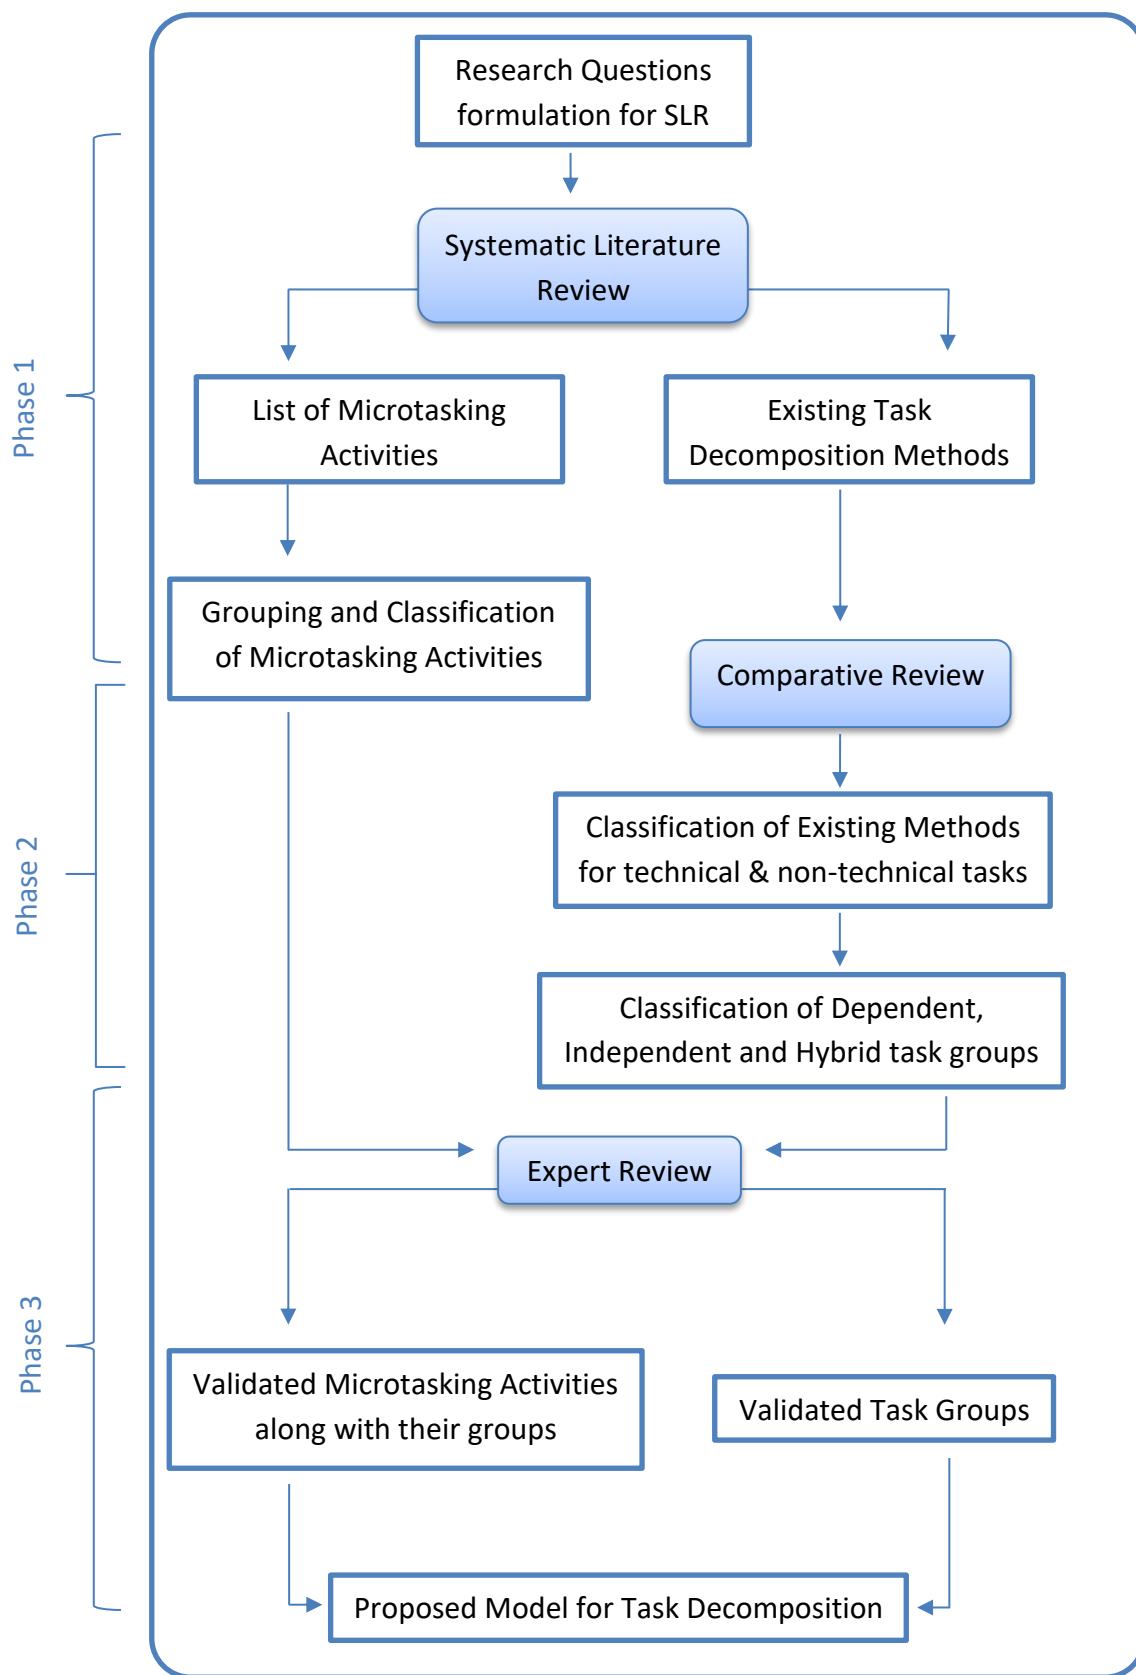 Research Questions
formulation for SLR
Systematic Literature
Review
Phase 1
List of Microtasking
Activities
Existing Task
Decomposition Methods
Grouping and Classification
of Microtasking Activities
Comparative Review
Phase 2
Classification of Existing Methods
for technical & non-technical tasks
Classification of Dependent,
Independent and Hybrid task groups
Expert Review
Phase 3
Validated Microtasking Activities
along with their groups
Validated Task Groups
Proposed Model for Task Decomposition